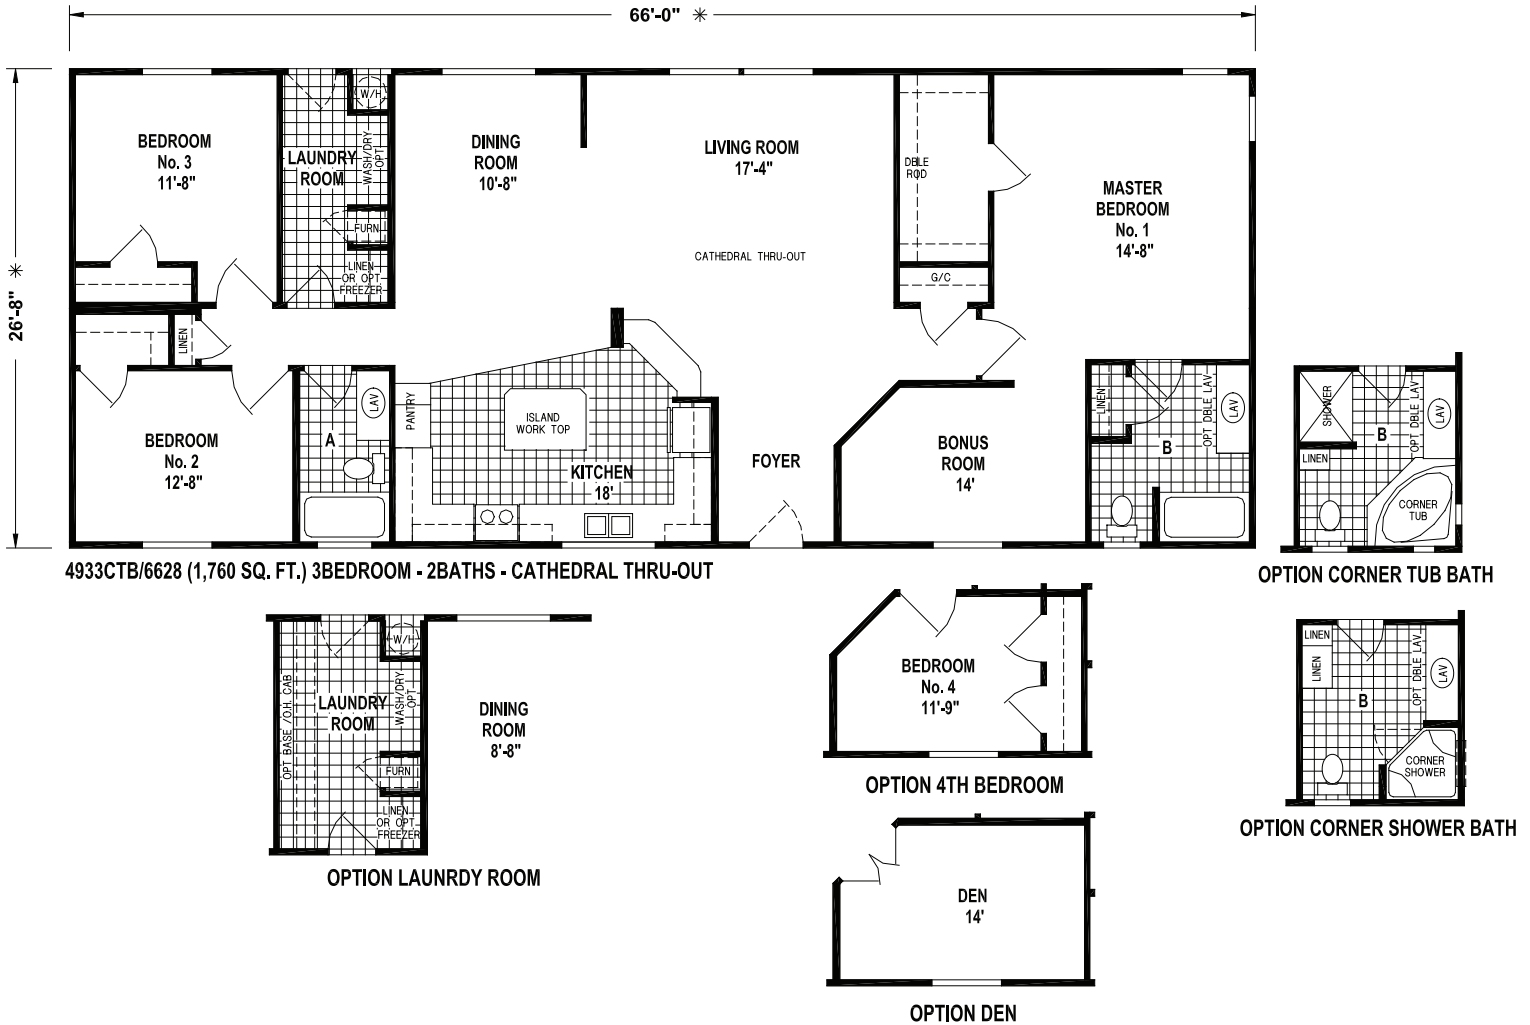 66'-0" ✳
26'-8" ✳
BEDROOM
No. 3
11'-8"
LAUNDRY
ROOM
W/H
WASH/DRY
OPT
FURN
LINEN
OR OPT
FREEZER
DINING
ROOM
10'-8"
LIVING ROOM
17'-4"
CATHEDRAL THRU-OUT
DBLE
ROD
G/C
MASTER
BEDROOM
No. 1
14'-8"
LINEN
BEDROOM
No. 2
12'-8"
A
LAV
PANTRY
ISLAND
WORK TOP
KITCHEN
18'
FOYER
BONUS
ROOM
14'
LINEN
B
OPT DBLE LAV
LAV
SHOWER
LINEN
B
OPT DBLE LAV
LAV
CORNER
TUB
OPTION CORNER TUB BATH
4933CTB/6628 (1,760 SQ. FT.) 3BEDROOM - 2BATHS - CATHEDRAL THRU-OUT
OPT BASE /O.H. CAB
LAUNDRY
ROOM
W/H
WASH/DRY
OPT
FURN
LINEN
OR OPT
FREEZER
DINING
ROOM
8'-8"
OPTION LAUNRDY ROOM
BEDROOM
No. 4
11'-9"
OPTION 4TH BEDROOM
DEN
14'
OPTION DEN
LINEN
LINEN
B
OPT DBLE LAV
LAV
CORNER
SHOWER
OPTION CORNER SHOWER BATH